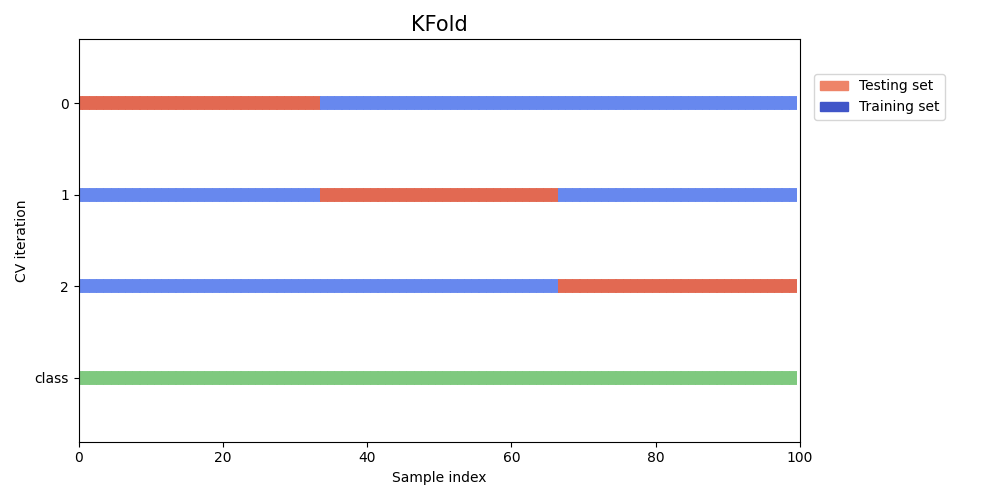 KFold
Testing set
Training set
0
1
2
class
CV iteration
0
20
40
60
80
100
Sample index